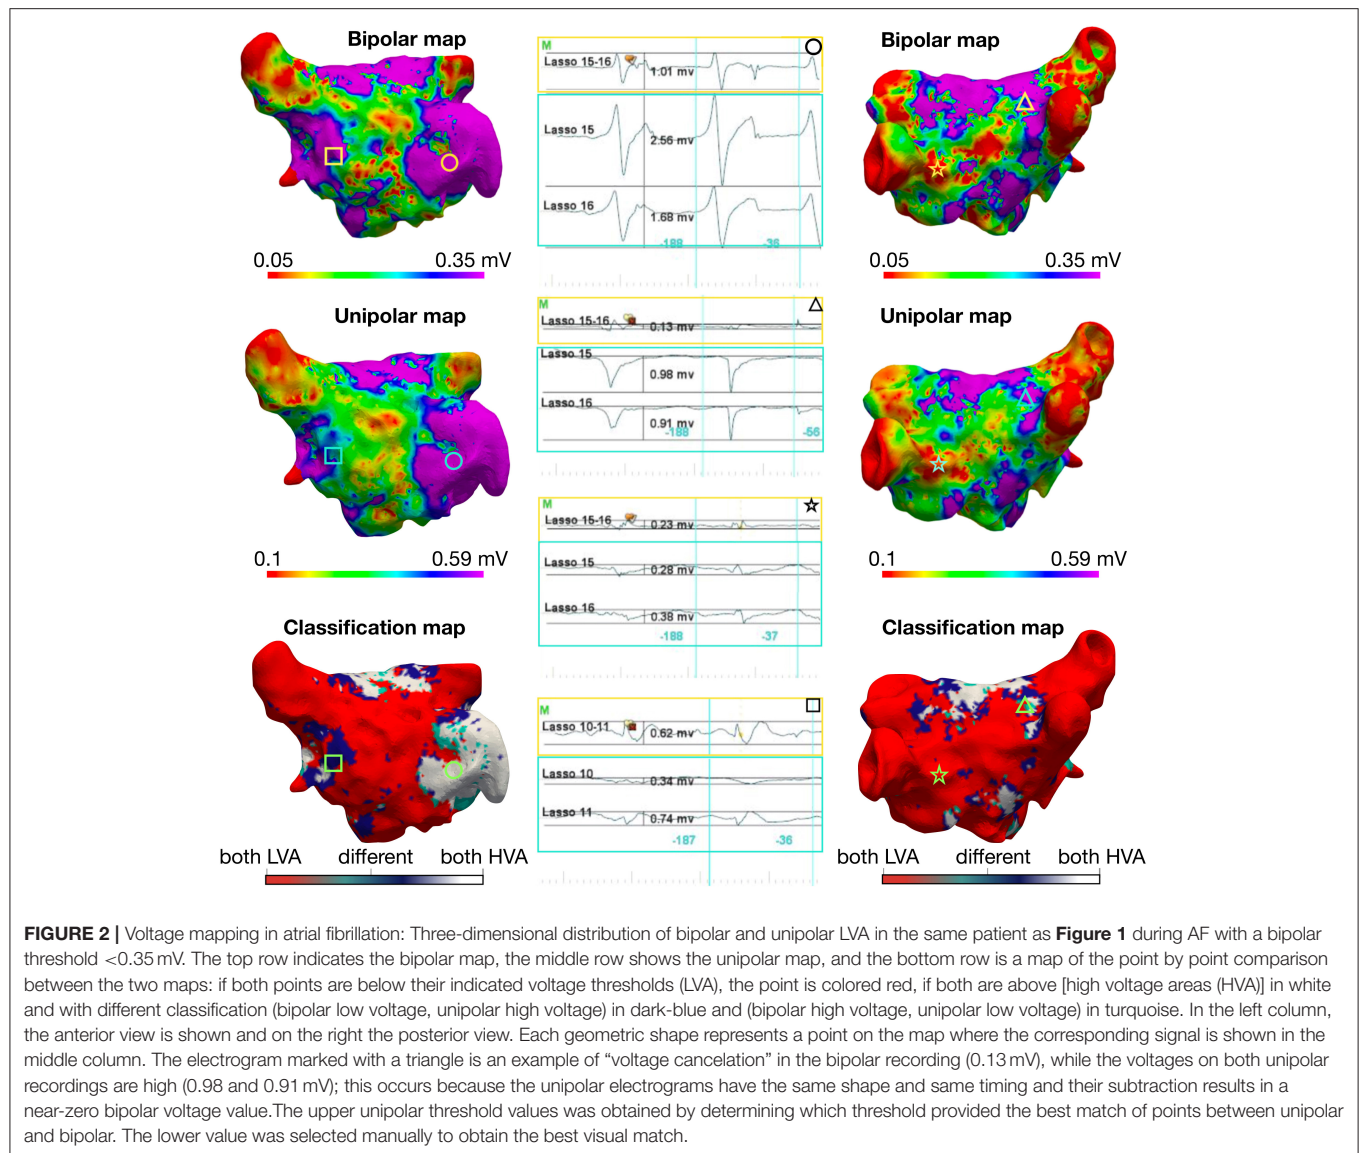 Bipolar map
0.05 0.35 mV
Unipolar map
0.1 0.59 mV
Classification map
both LVA different both HVA
M
Lasso 15-16
1.01 mv
Lasso 15
2.56 mv
Lasso 16
1.68 mv
-188 -36
M
Lasso 15-16
0.13 mv
Lasso 15
0.98 mv
Lasso 16
0.91 mv
-188 -56
M
Lasso 15-16
0.23 mv
Lasso 15
0.28 mv
Lasso 16
0.38 mv
-188 -37
M
Lasso 10-11
0.62 mv
Lasso 10
0.34 mv
Lasso 11
0.74 mv
-187 -36
Bipolar map
0.05 0.35 mV
Unipolar map
0.1 0.59 mV
Classification map
both LVA different both HVA
FIGURE 2 | Voltage mapping in atrial fibrillation: Three-dimensional distribution of bipolar and unipolar LVA in the same patient as Figure 1 during AF with a bipolar
threshold <0.35 mV. The top row indicates the bipolar map, the middle row shows the unipolar map, and the bottom row is a map of the point by point comparison
between the two maps: if both points are below their indicated voltage thresholds (LVA), the point is colored red, if both are above [high voltage areas (HVA)] in white
and with different classification (bipolar low voltage, unipolar high voltage) in dark-blue and (bipolar high voltage, unipolar low voltage) in turquoise. In the left column,
the anterior view is shown and on the right the posterior view. Each geometric shape represents a point on the map where the corresponding signal is shown in the
middle column. The electrogram marked with a triangle is an example of “voltage cancelation” in the bipolar recording (0.13 mV), while the voltages on both unipolar
recordings are high (0.98 and 0.91 mV); this occurs because the unipolar electrograms have the same shape and same timing and their subtraction results in a
near-zero bipolar voltage value.The upper unipolar threshold values was obtained by determining which threshold provided the best match of points between unipolar
and bipolar. The lower value was selected manually to obtain the best visual match.